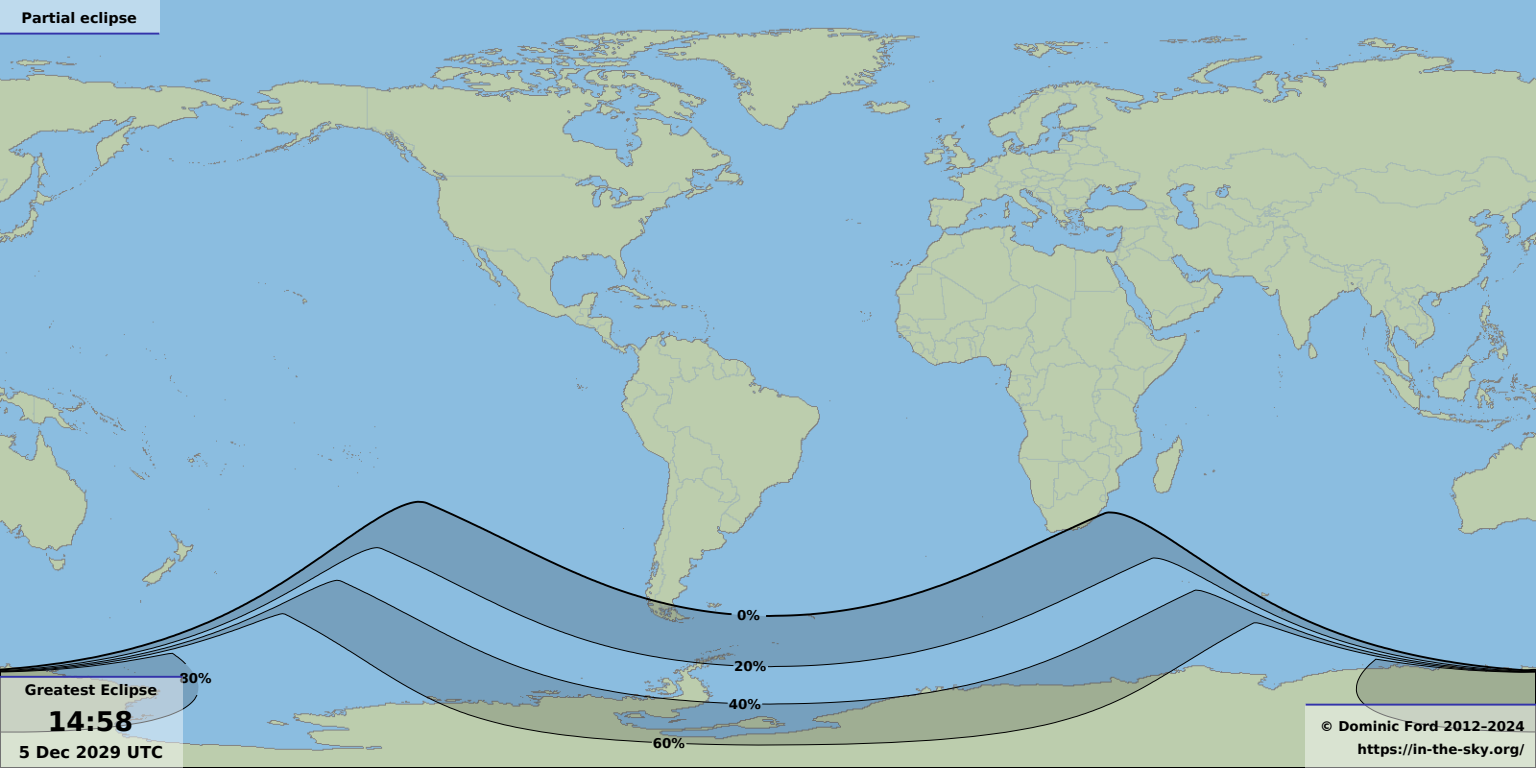 Partial eclipse
0%
20%
80%
40%
60%
Greatest Eclipse
14:58
5 Dec 2029 UTC
© Dominic Ford 2012–2024
https://in-the-sky.org/